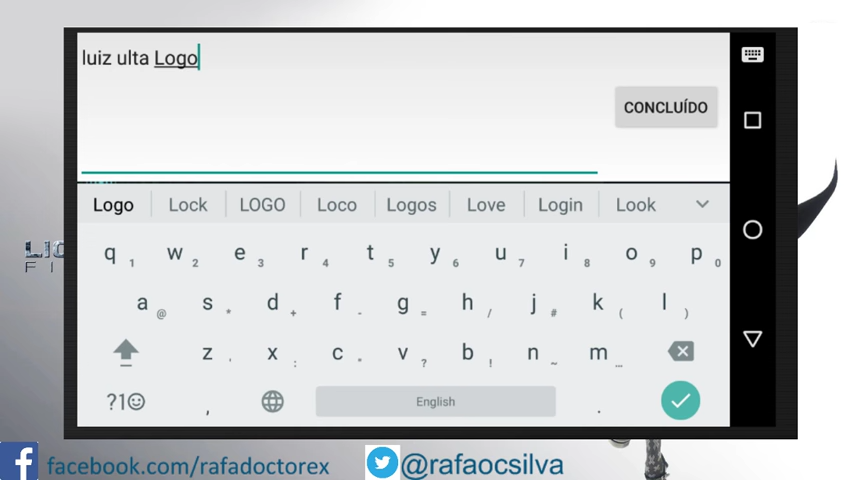 luiz ulta Logo
CONCLUÍDO
Logo Lock LOGO Loco Logos Love Login Look
q 1 w 2 e 3 r 4 t 5 y 6 u 7 i 8 o 9 p 0
a @ s * d + f - g = h / j # k ( l )
z x : c " v ? b ! n ~ m …
?1☺ , English .
facebook.com/rafadoctorex @rafaocsilva